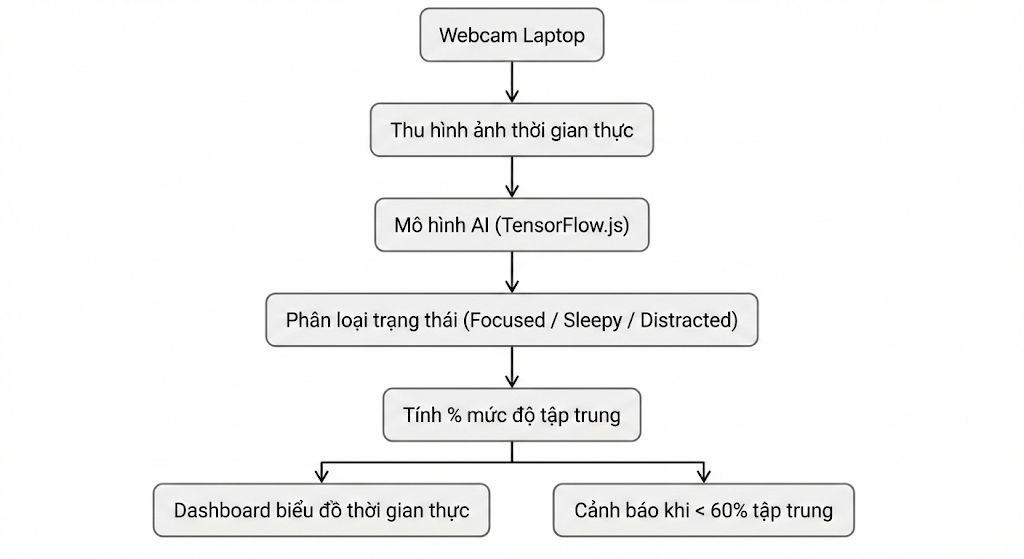 Webcam Laptop
Thu hình ảnh thời gian thực
Mô hình AI (TensorFlow.js)
Phân loại trạng thái (Focused / Sleepy / Distracted)
Tính % mức độ tập trung
Dashboard biểu đồ thời gian thực
Cảnh báo khi < 60% tập trung